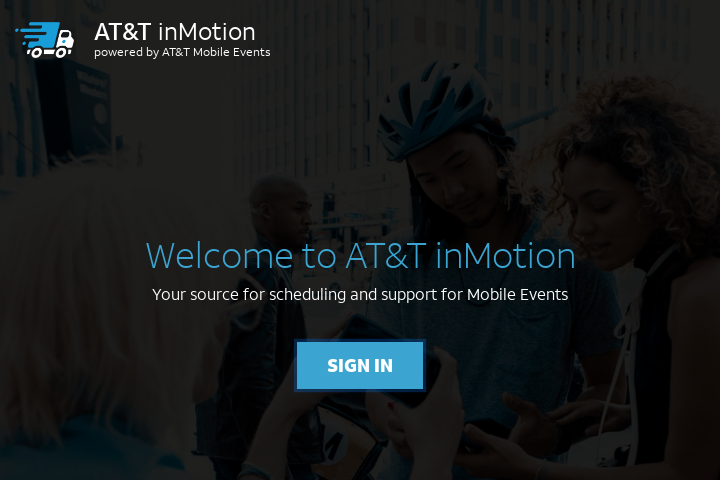 AT&T inMotion
powered by AT&T Mobile Events
Welcome to AT&T inMotion
Your source for scheduling and support for Mobile Events
SIGN IN